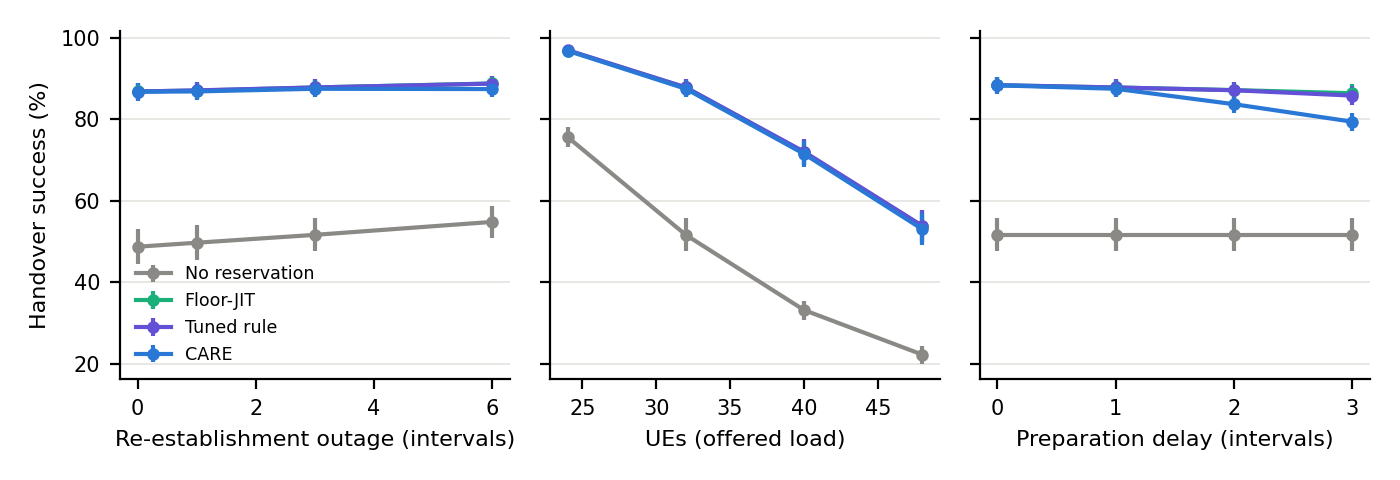 Handover success (%)
100
80
60
40
20
No reservation
Floor-JIT
Tuned rule
CARE
0 2 4 6
Re-establishment outage (intervals)
25 30 35 40 45
UEs (offered load)
0 1 2 3
Preparation delay (intervals)